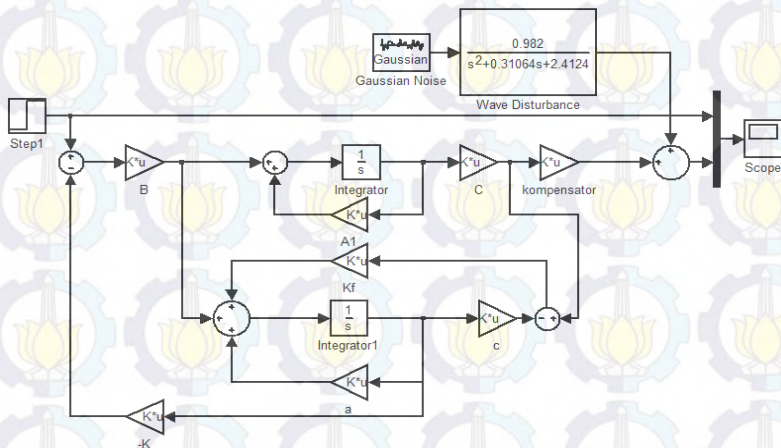 Gaussian
Gaussian Noise
0.982
s²+0.31064s+2.4124
Wave Disturbance
Step1
Scope
K*u
B
1
s
Integrator
K*u
C
K*u
kompensator
K*u
A1
K*u
Kf
1
s
Integrator1
K*u
c
K*u
a
K*u
-K